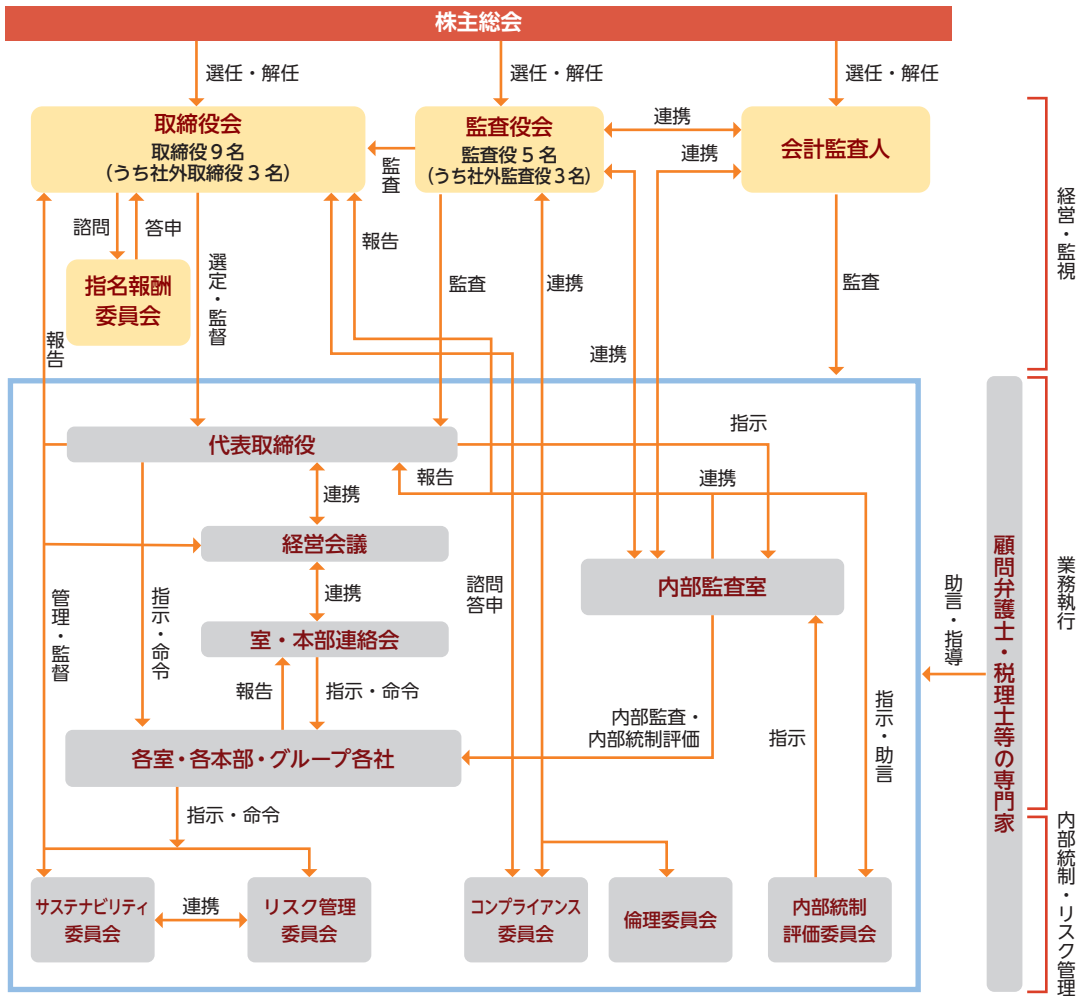 株主総会
選任・解任
選任・解任
選任・解任
取締役会
取締役9名
(うち社外取締役3名)
監査役会
監査役5名
(うち社外監査役3名)
会計監査人
連携
連携
監査
諮問
答申
報告
選定・監督
監査
連携
監査
指名報酬
委員会
報告
連携
経営・監視
代表取締役
指示
報告
連携
連携
経営会議
連携
内部監査室
諮問
答申
管理・監督
指示・命令
室・本部連絡会
報告
指示・命令
助言・指導
顧問弁護士・税理士等の専門家
業務執行
内部監査・
内部統制評価
指示
指示・助言
各室・各本部・グループ各社
指示・命令
サステナビリティ
委員会
連携
リスク管理
委員会
コンプライアンス
委員会
倫理委員会
内部統制
評価委員会
内部統制・リスク管理